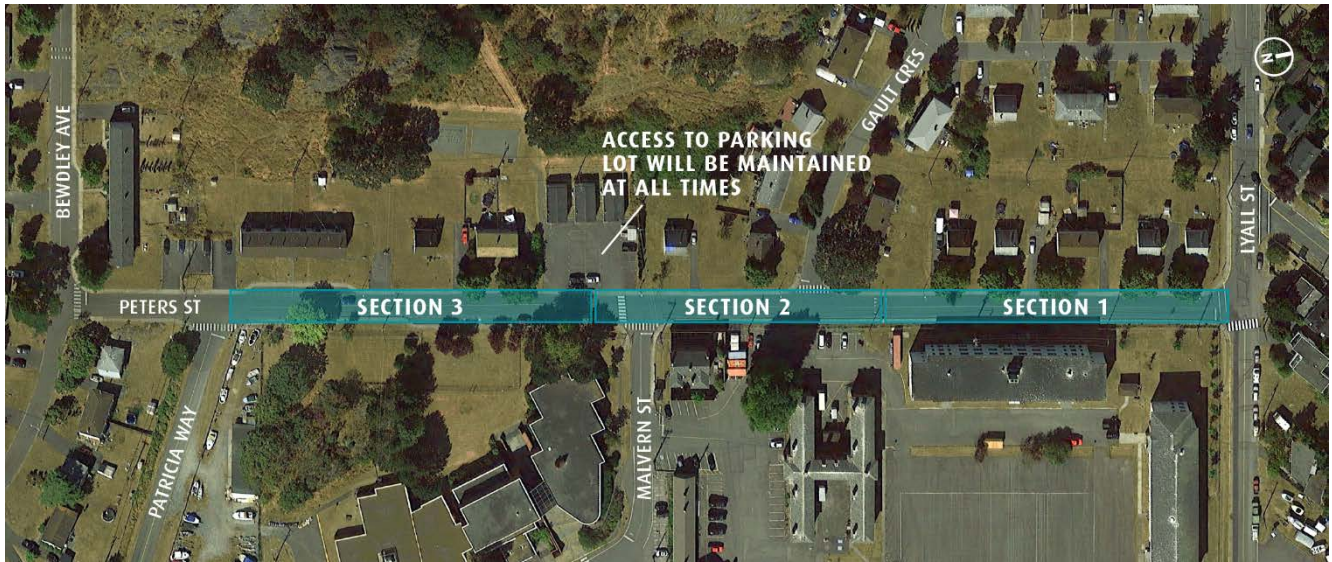 BEWDLEY AVE
GAULT CRES
ACCESS TO PARKING
LOT WILL BE MAINTAINED
AT ALL TIMES
LYALL ST
N
PETERS ST
SECTION 3
SECTION 2
SECTION 1
PATRICIA WAY
MALVERN ST